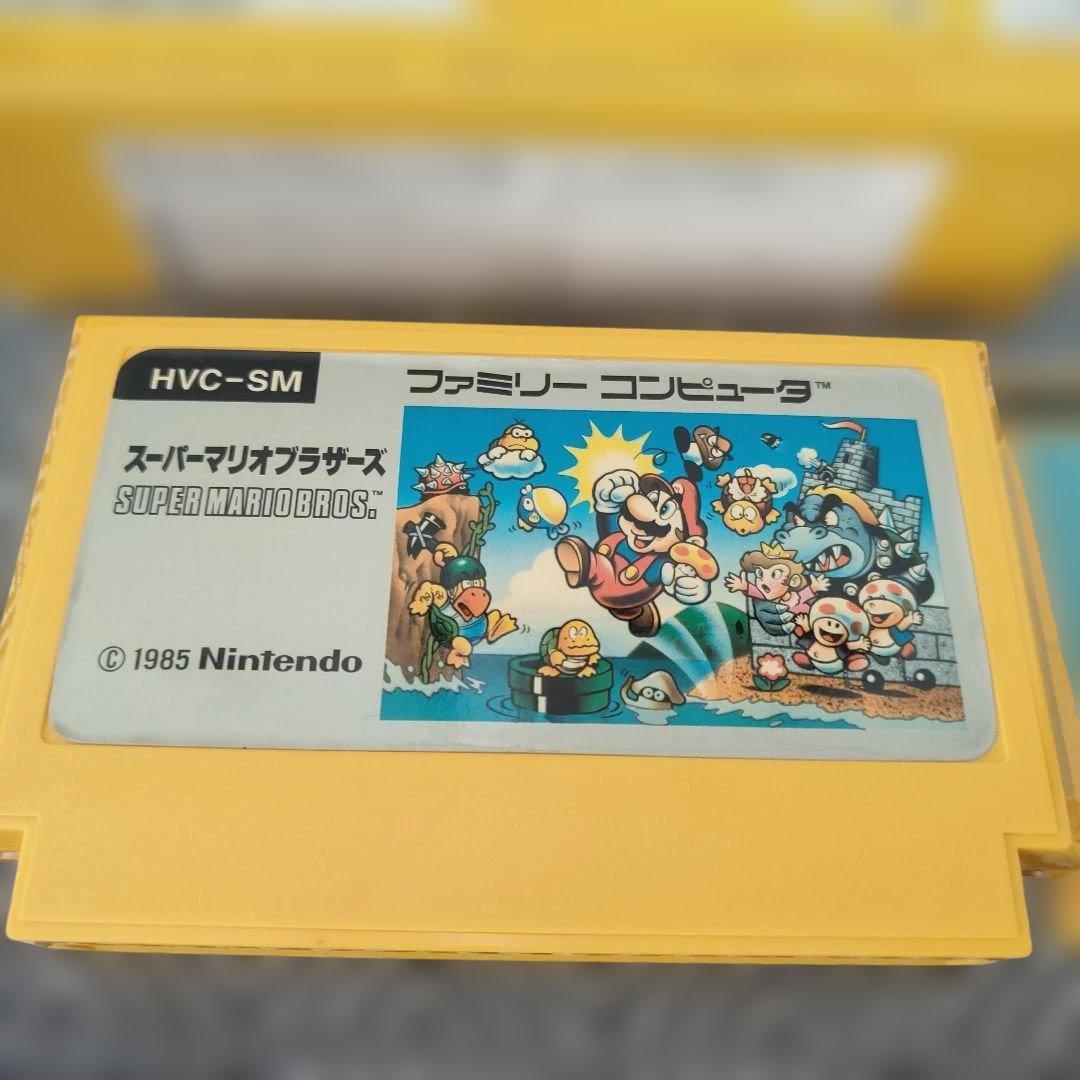 HVC-SM
ファミリー コンピュータ™
スーパーマリオブラザーズ
SUPER MARIO BROS.™
© 1985 Nintendo